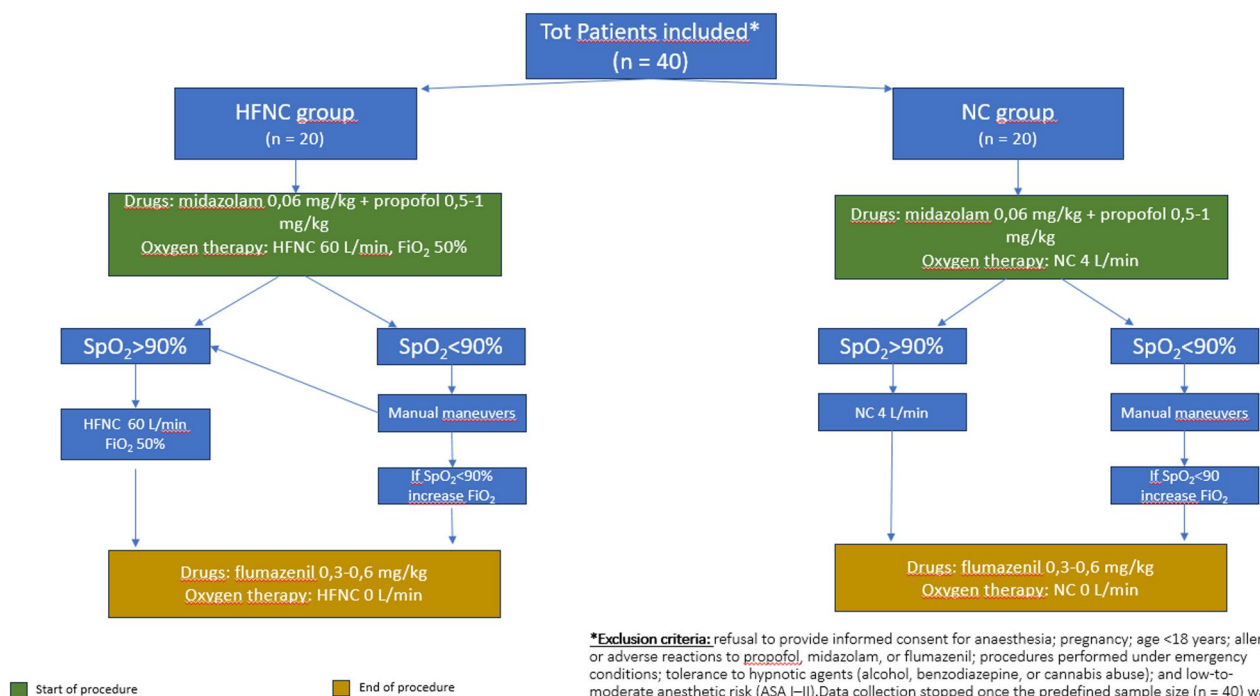 Tot Patients included*
(n = 40)
HFNC group
(n = 20)
NC group
(n = 20)
Drugs: midazolam 0,06 mg/kg + propofol 0,5-1
mg/kg
Oxygen therapy: HFNC 60 L/min, FiO₂ 50%
Drugs: midazolam 0,06 mg/kg + propofol 0,5-1
mg/kg
Oxygen therapy: NC 4 L/min
SpO₂>90%
SpO₂<90%
SpO₂>90%
SpO₂<90%
HFNC 60 L/min
FiO₂ 50%
Manual maneuvers
NC 4 L/min
Manual maneuvers
If SpO₂<90%
increase FiO₂
If SpO₂<90
increase FiO₂
Drugs: flumazenil 0,3-0,6 mg/kg
Oxygen therapy: HFNC 0 L/min
Drugs: flumazenil 0,3-0,6 mg/kg
Oxygen therapy: NC 0 L/min
*Exclusion criteria: refusal to provide informed consent for anaesthesia; pregnancy; age <18 years;
or adverse reactions to propofol, midazolam, or flumazenil; procedures performed under emergency
conditions; tolerance to hypnotic agents (alcohol, benzodiazepine, or cannabis abuse); and low-to-
moderate anesthetic risk (ASA I–II).Data collection stopped once the predefined sample size (n = 40)
Start of procedure
End of procedure